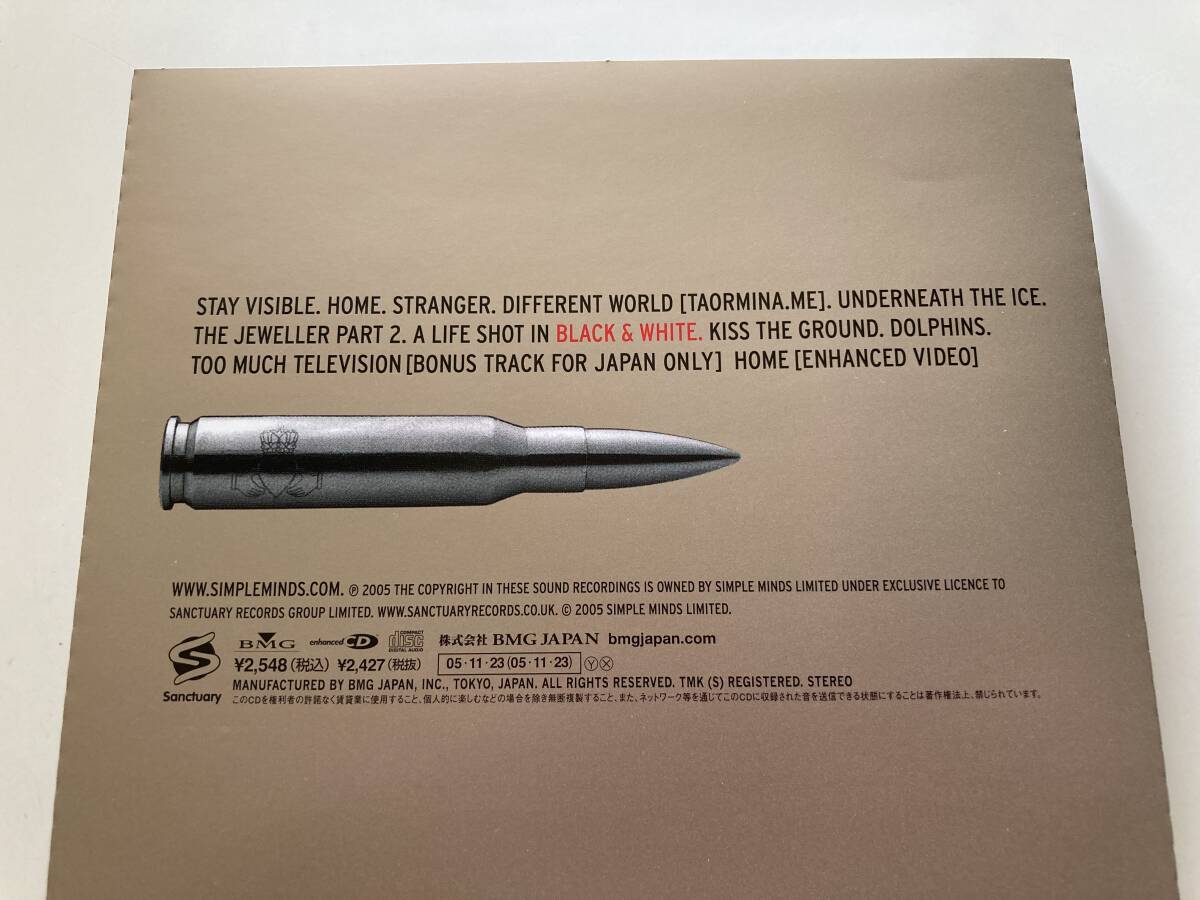 STAY VISIBLE. HOME. STRANGER. DIFFERENT WORLD [TAORMINA.ME]. UNDERNEATH THE ICE.
THE JEWELLER PART 2. A LIFE SHOT IN BLACK & WHITE. KISS THE GROUND. DOLPHINS.
TOO MUCH TELEVISION [BONUS TRACK FOR JAPAN ONLY] HOME [ENHANCED VIDEO]
WWW.SIMPLEMINDS.COM. ℗ 2005 THE COPYRIGHT IN THESE SOUND RECORDINGS IS OWNED BY SIMPLE MINDS LIMITED UNDER EXCLUSIVE LICENCE TO
SANCTUARY RECORDS GROUP LIMITED. WWW.SANCTUARYRECORDS.CO.UK. © 2005 SIMPLE MINDS LIMITED.
BMG enhanced CD COMPACT disc DIGITAL AUDIO 株式会社 BMG JAPAN bmgjapan.com
¥2,548(税込) ¥2,427(税抜) 05・11・23(05・11・23) Ⓨ Ⓧ
Sanctuary
MANUFACTURED BY BMG JAPAN, INC., TOKYO, JAPAN. ALL RIGHTS RESERVED. TMK (S) REGISTERED. STEREO
このCDを権利者の許諾なく賃貸業に使用すること、個人的に楽しむなどの場合を除き無断複製すること、また、ネットワーク等を通じてこのCDに収録された音を送信できる状態にすることは著作権法上、禁じられています。